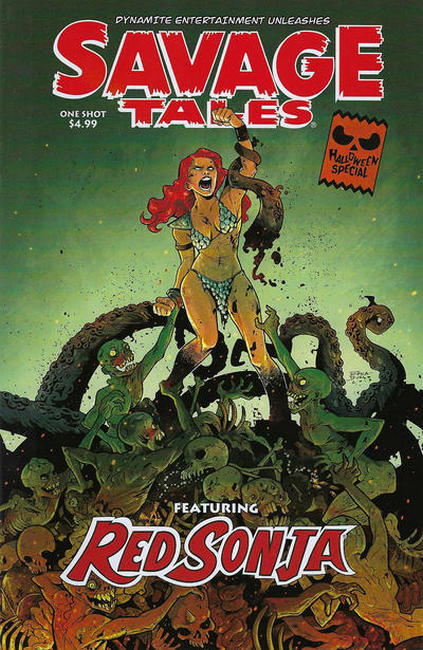 DYNAMITE ENTERTAINMENT UNLEASHES
SAVAGE
TALES®
ONE SHOT
$4.99
HALLOWEEN
SPECIAL
FEATURING
RED SONJA